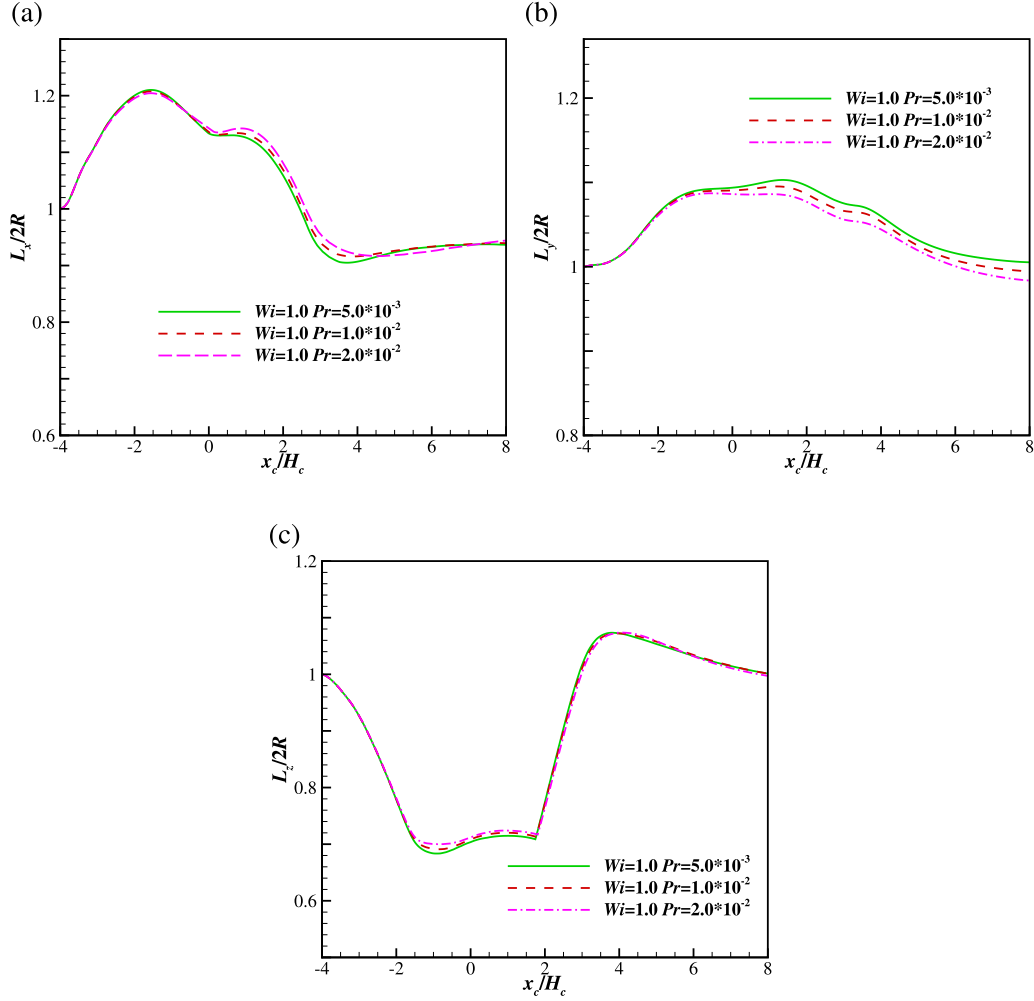 (a)
1.2
1
0.8
0.6
L_x/2R
-4 -2 0 2 4 6 8
x_c/H_c
Wi=1.0 Pr=5.0*10^-3
Wi=1.0 Pr=1.0*10^-2
Wi=1.0 Pr=2.0*10^-2
(b)
1.2
1
0.8
L_y/2R
-4 -2 0 2 4 6 8
x_c/H_c
Wi=1.0 Pr=5.0*10^-3
Wi=1.0 Pr=1.0*10^-2
Wi=1.0 Pr=2.0*10^-2
(c)
1.2
1
0.8
0.6
L_z/2R
-4 -2 0 2 4 6 8
x_c/H_c
Wi=1.0 Pr=5.0*10^-3
Wi=1.0 Pr=1.0*10^-2
Wi=1.0 Pr=2.0*10^-2